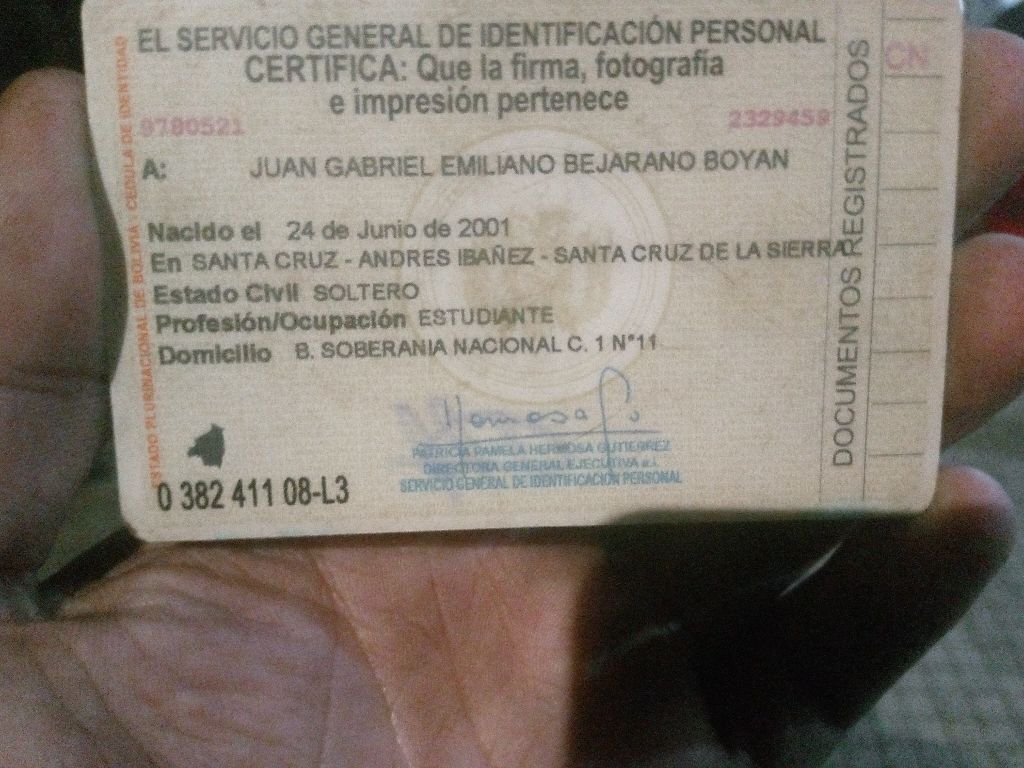 EL SERVICIO GENERAL DE IDENTIFICACIÓN PERSONAL
CERTIFICA: Que la firma, fotografía
e impresión pertenece
9780521 2329459
A: JUAN GABRIEL EMILIANO BEJARANO BOYAN
Nacido el 24 de Junio de 2001
En SANTA CRUZ - ANDRES IBAÑEZ - SANTA CRUZ DE LA SIERRA
Estado Civil SOLTERO
Profesión/Ocupación ESTUDIANTE
Domicilio B. SOBERANIA NACIONAL C. 1 N°11
PATRICIA PAMELA HERMOSA GUTIERREZ
DIRECTORA GENERAL EJECUTIVA a.i.
SERVICIO GENERAL DE IDENTIFICACIÓN PERSONAL
0 382 411 08-L3
ESTADO PLURINACIONAL DE BOLIVIA - CEDULA DE IDENTIDAD
DOCUMENTOS REGISTRADOS
CN